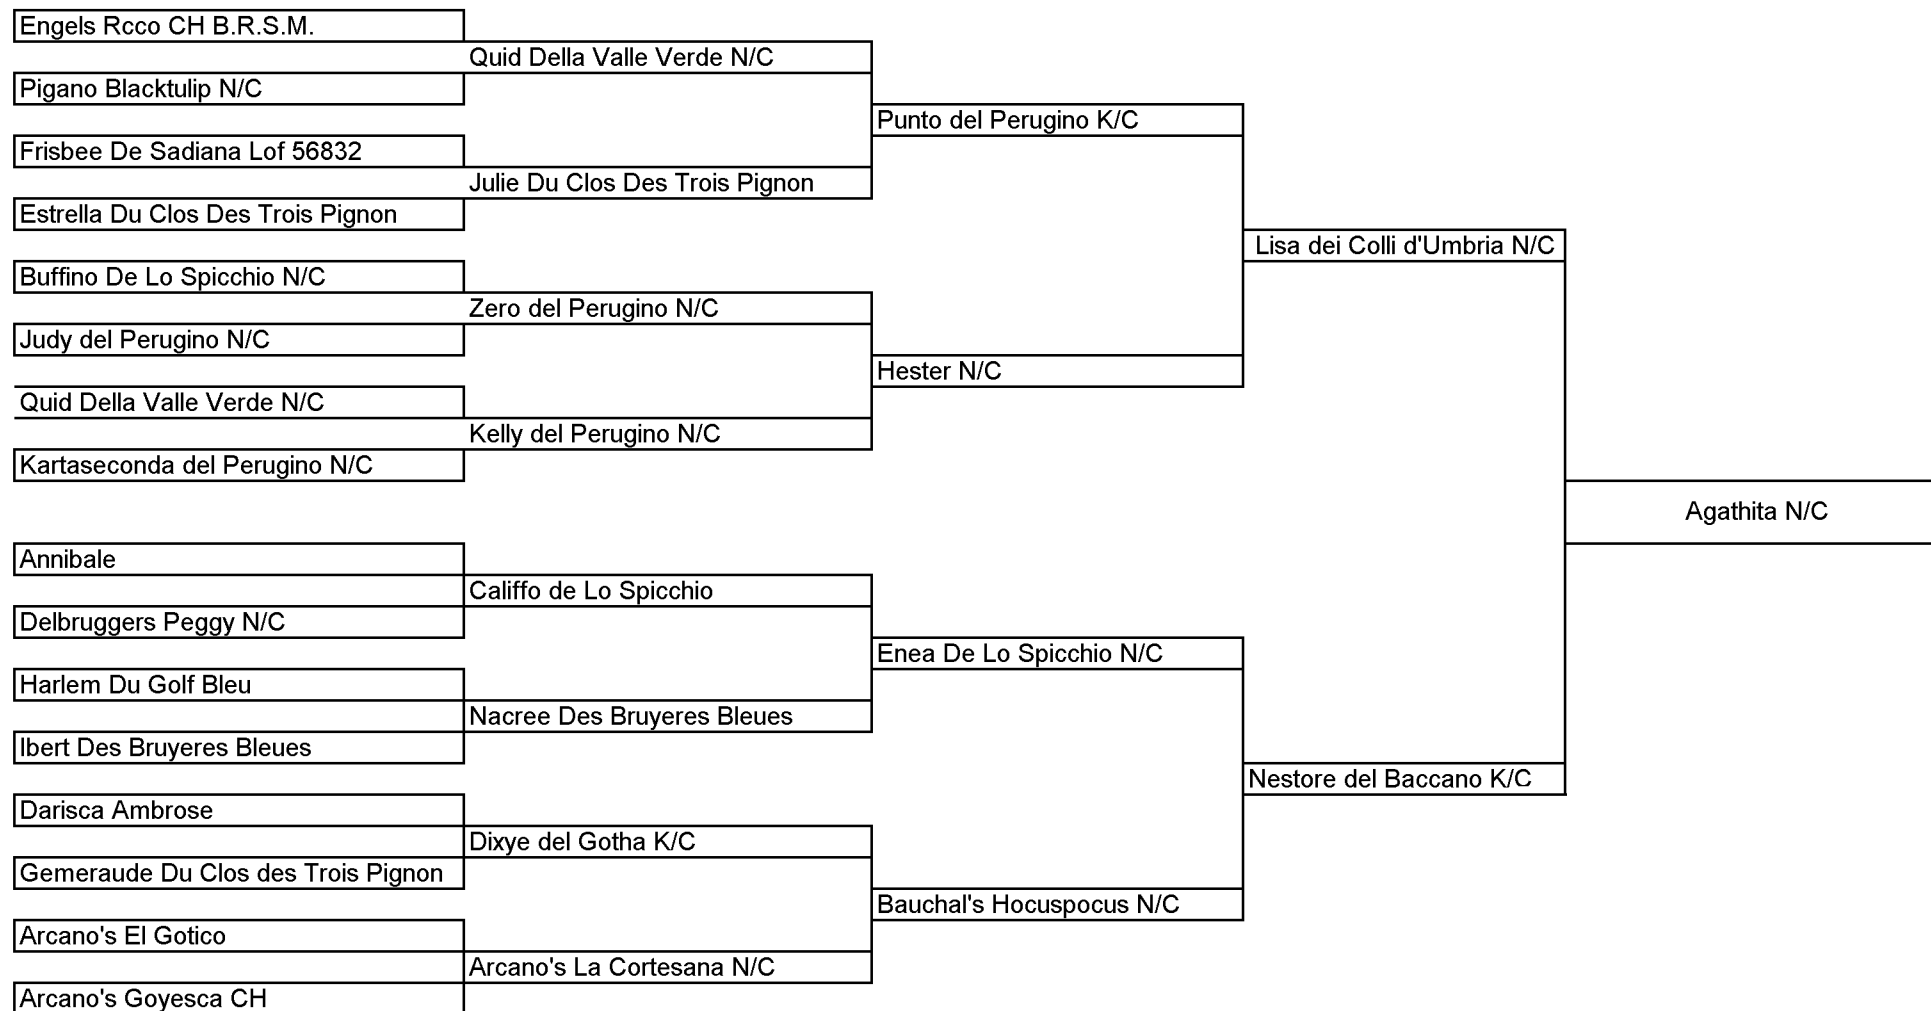 Engels Rcco CH B.R.S.M.
Quid Della Valle Verde N/C
Pigano Blacktulip N/C
Punto del Perugino K/C
Frisbee De Sadiana Lof 56832
Julie Du Clos Des Trois Pignon
Estrella Du Clos Des Trois Pignon
Lisa dei Colli d'Umbria N/C
Buffino De Lo Spicchio N/C
Zero del Perugino N/C
Judy del Perugino N/C
Hester N/C
Quid Della Valle Verde N/C
Kelly del Perugino N/C
Kartaseconda del Perugino N/C
Agathita N/C
Annibale
Califfo de Lo Spicchio
Delbruggers Peggy N/C
Enea De Lo Spicchio N/C
Harlem Du Golf Bleu
Nacree Des Bruyeres Bleues
Ibert Des Bruyeres Bleues
Nestore del Baccano K/C
Darisca Ambrose
Dixye del Gotha K/C
Gemeraude Du Clos des Trois Pignon
Bauchal's Hocuspocus N/C
Arcano's El Gotico
Arcano's La Cortesana N/C
Arcano's Goyesca CH